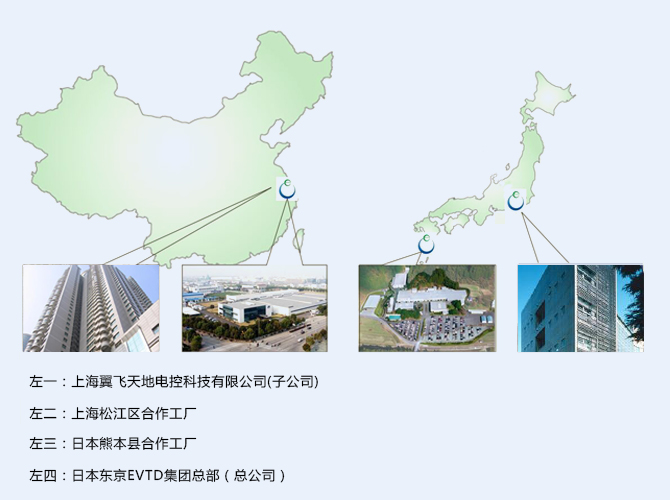 左一：上海翼飞天地电控科技有限公司(子公司)
左二：上海松江区合作工厂
左三：日本熊本县合作工厂
左四：日本东京EVTD集团总部（总公司）